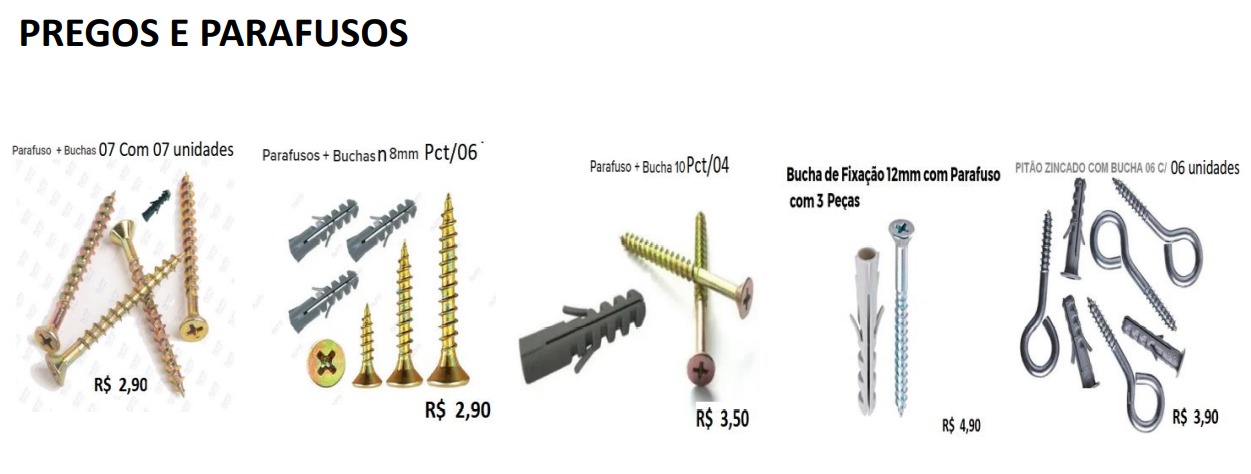 PREGOS E PARAFUSOS
Parafuso + Buchas 07 Com 07 unidades
R$ 2,90
Parafusos + Buchas n 8mm Pct/06
R$ 2,90
Parafuso + Bucha 10 Pct/04
R$ 3,50
Bucha de Fixação 12mm com Parafuso
com 3 Peças
R$ 4,90
PITÃO ZINCADO COM BUCHA 06 C/ 06 unidades
R$ 3,90